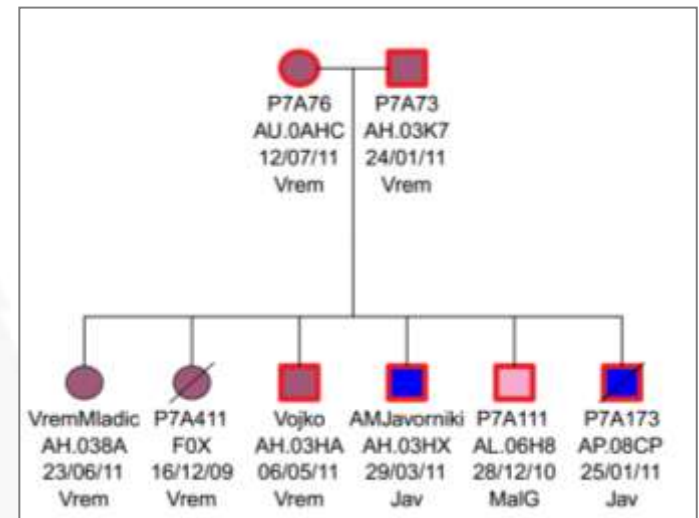 P7A76 P7A73
AU.0AHC AH.03K7
12/07/11 24/01/11
Vrem Vrem
VremMladic P7A411 Vojko AMJavorniki P7A111 P7A173
AH.038A F0X AH.03HA AH.03HX AL.06H8 AP.08CP
23/06/11 16/12/09 06/05/11 29/03/11 28/12/10 25/01/11
Vrem Vrem Vrem Jav MalG Jav